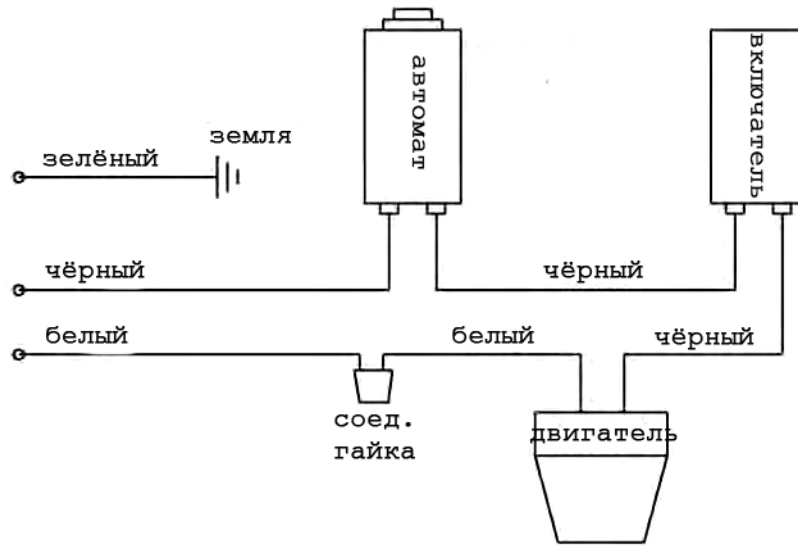 автомат
включатель
земля
зелёный
чёрный
чёрный
белый
белый
чёрный
соед.
гайка
двигатель